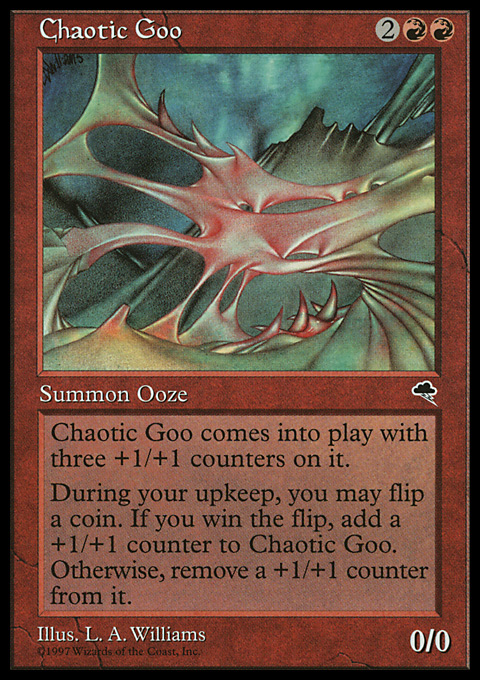 Chaotic Goo 2
Summon Ooze
Chaotic Goo comes into play with
three +1/+1 counters on it.
During your upkeep, you may flip
a coin. If you win the flip, add a
+1/+1 counter to Chaotic Goo.
Otherwise, remove a +1/+1 counter
from it.
Illus. L. A. Williams
0/0
©1997 Wizards of the Coast, Inc.